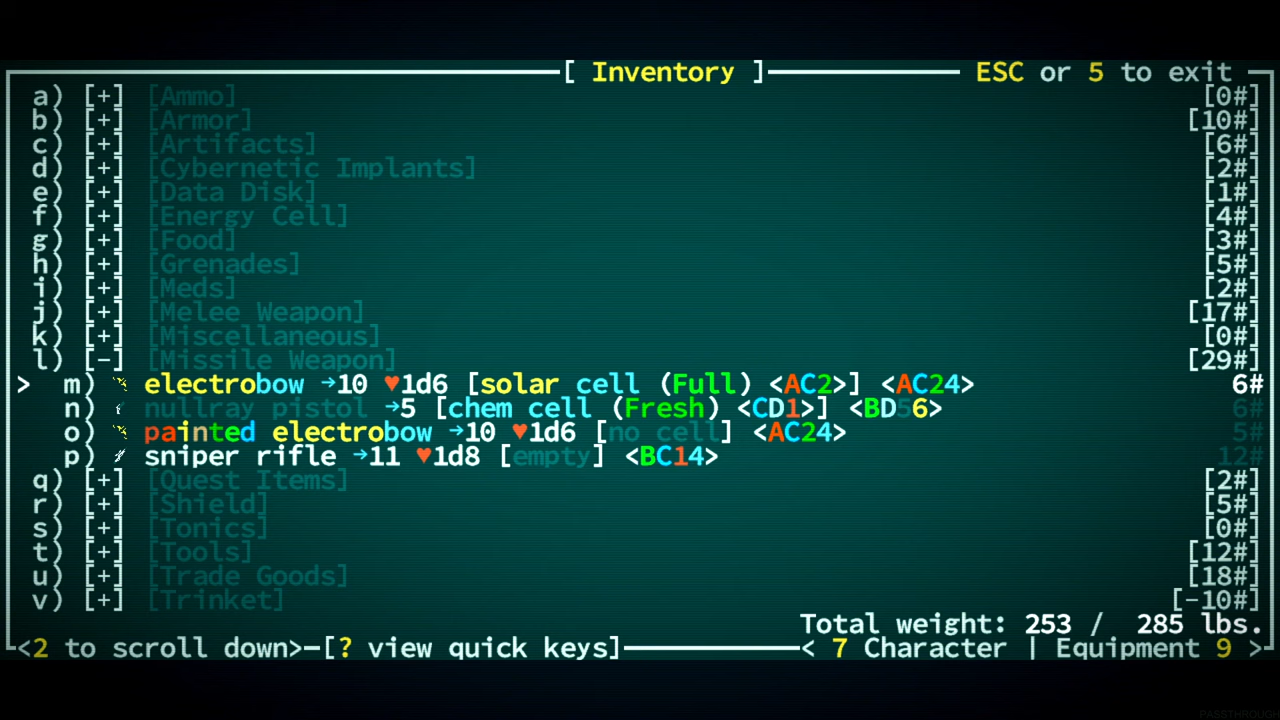 [ Inventory ] ESC or 5 to exit
a) [+] [Ammo] [0#]
b) [+] [Armor] [10#]
c) [+] [Artifacts] [6#]
d) [+] [Cybernetic Implants] [2#]
e) [+] [Data Disk] [1#]
f) [+] [Energy Cell] [4#]
g) [+] [Food] [3#]
h) [+] [Grenades] [5#]
i) [+] [Meds] [2#]
j) [+] [Melee Weapon] [17#]
k) [+] [Miscellaneous] [0#]
l) [-] [Missile Weapon] [29#]
> m) electrobow →10 ♥1d6 [solar cell (Full) <AC2>] <AC24> 6#
n) nullray pistol →5 [chem cell (Fresh) <CD1>] <BD56> 6#
o) painted electrobow →10 ♥1d6 [no cell] <AC24> 5#
p) sniper rifle →11 ♥1d8 [empty] <BC14> 12#
q) [+] [Quest Items] [2#]
r) [+] [Shield] [5#]
s) [+] [Tonics] [0#]
t) [+] [Tools] [12#]
u) [+] [Trade Goods] [18#]
v) [+] [Trinket] [-10#]
Total weight: 253 / 285 lbs.
<2 to scroll down> [? view quick keys] < 7 Character | Equipment 9 >